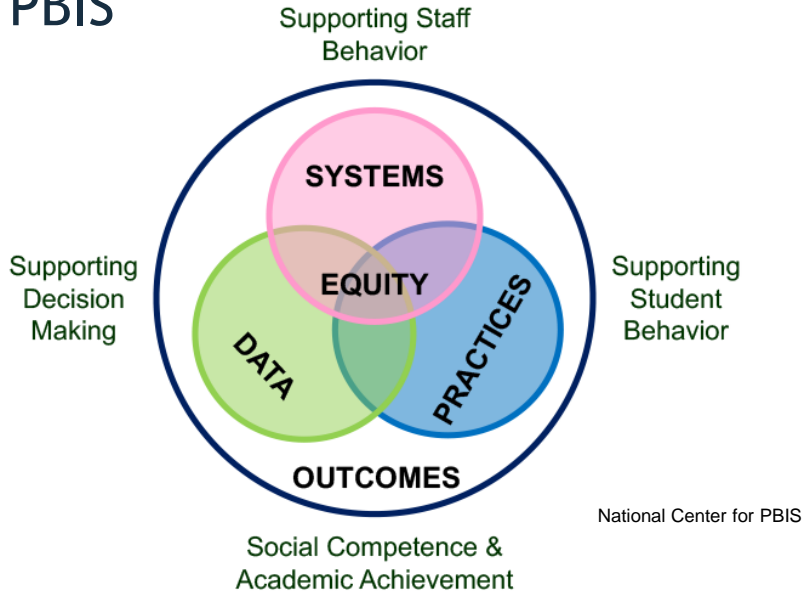 PBIS
Supporting Staff
Behavior
SYSTEMS
Supporting
Decision
Making
EQUITY
Supporting
Student
Behavior
DATA
PRACTICES
OUTCOMES
National Center for PBIS
Social Competence &
Academic Achievement